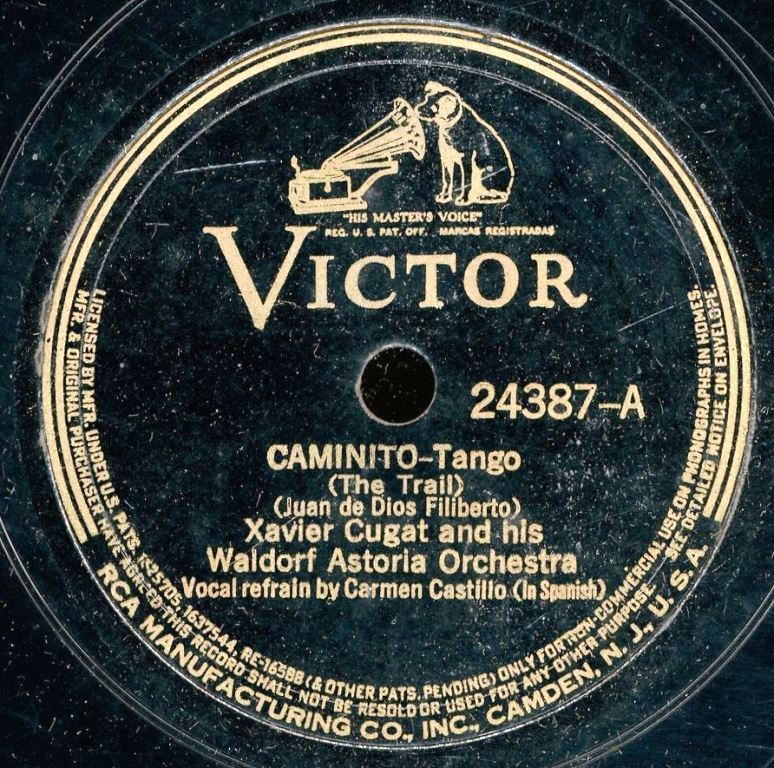 "HIS MASTER'S VOICE"
REG. U. S. PAT. OFF. MARCAS REGISTRADAS
VICTOR
24387-A
CAMINITO-Tango
(The Trail)
(Juan de Dios Filiberto)
Xavier Cugat and his
Waldorf Astoria Orchestra
Vocal refrain by Carmen Castillo (In Spanish)
LICENSED BY MFR. UNDER U.S. PATS. 1637544, RE-16588 (& OTHER PATS. PENDING) ONLY FOR NON-COMMERCIAL USE ON PHONOGRAPHS IN HOMES.
MFR. & ORIGINAL PURCHASER HAVE AGREED THIS RECORD SHALL NOT BE RESOLD OR USED FOR ANY OTHER PURPOSE. SEE DETAILED NOTICE ON ENVELOPE
RCA MANUFACTURING CO., INC., CAMDEN, N. J., U. S. A.